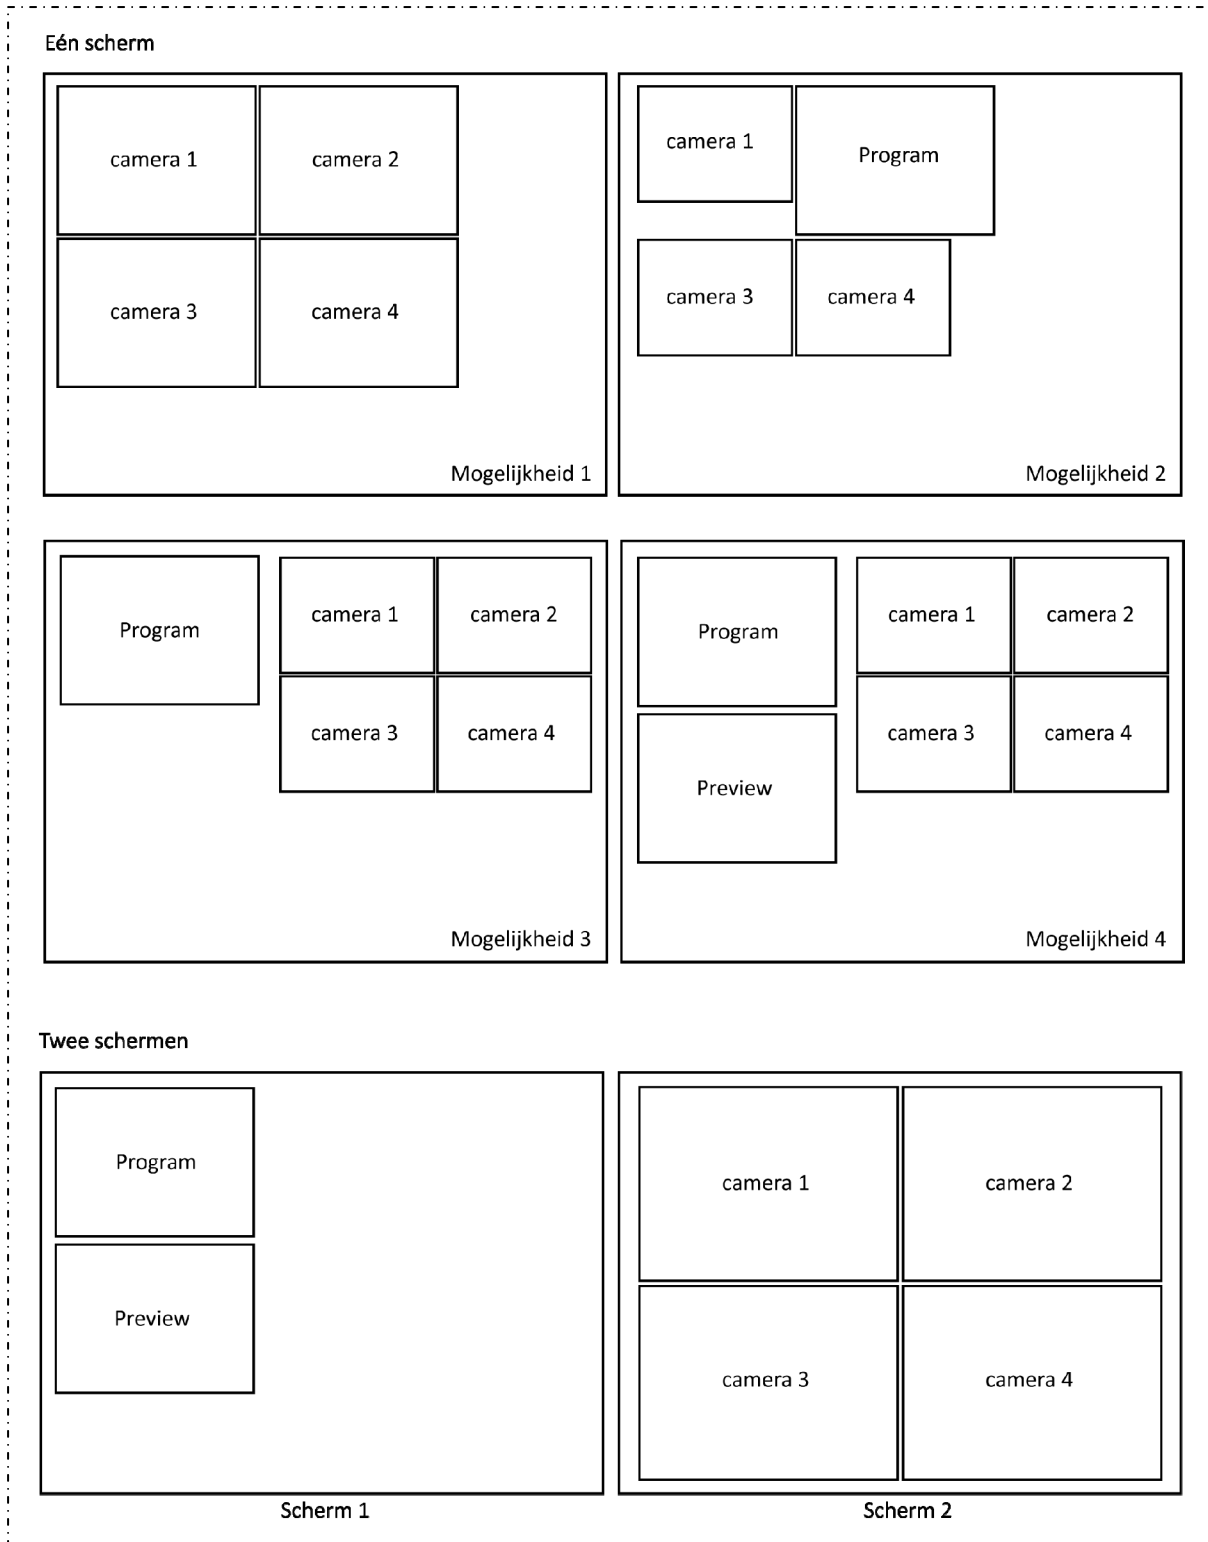 Eén scherm
camera 1
camera 2
camera 3
camera 4
Mogelijkheid 1
camera 1
Program
camera 3
camera 4
Mogelijkheid 2
Program
camera 1
camera 2
camera 3
camera 4
Mogelijkheid 3
Program
camera 1
camera 2
camera 3
camera 4
Preview
Mogelijkheid 4
Twee schermen
Program
Preview
Scherm 1
camera 1
camera 2
camera 3
camera 4
Scherm 2